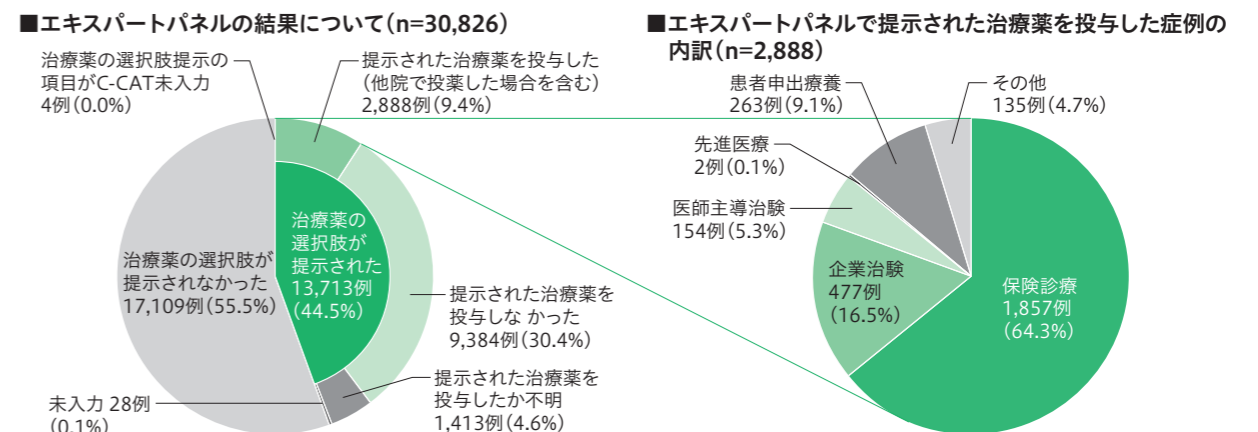 ■エキスパートパネルの結果について（n=30,826）
治療薬の選択肢提示の
項目がC-CAT未入力
4例（0.0%）
提示された治療薬を投与した
（他院で投薬した場合を含む）
2,888例（9.4%）
治療薬の
選択肢が
提示された
13,713例
（44.5%）
治療薬の選択肢が
提示されなかった
17,109例（55.5%）
提示された治療薬を
投与しな かった
9,384例（30.4%）
提示された治療薬を
投与したか不明
1,413例（4.6%）
未入力 28例
（0.1%）
■エキスパートパネルで提示された治療薬を投与した症例の
内訳（n=2,888）
患者申出療養
263例（9.1%）
その他
135例（4.7%）
先進医療
2例（0.1%）
医師主導治験
154例（5.3%）
企業治験
477例
（16.5%）
保険診療
1,857例
（64.3%）